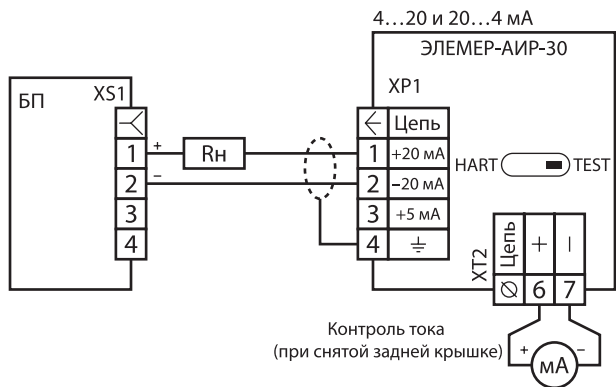 4...20 и 20...4 мА
ЭЛЕМЕР-АИР-30
БП
XS1
XP1
Цепь
1
+
Rн
1
+20 мА
2
–
2
–20 мА
3
3
+5 мА
4
4
HART
TEST
XT2
Цепь
+
–
∅
6
7
Контроль тока
(при снятой задней крышке)
+
мА
–